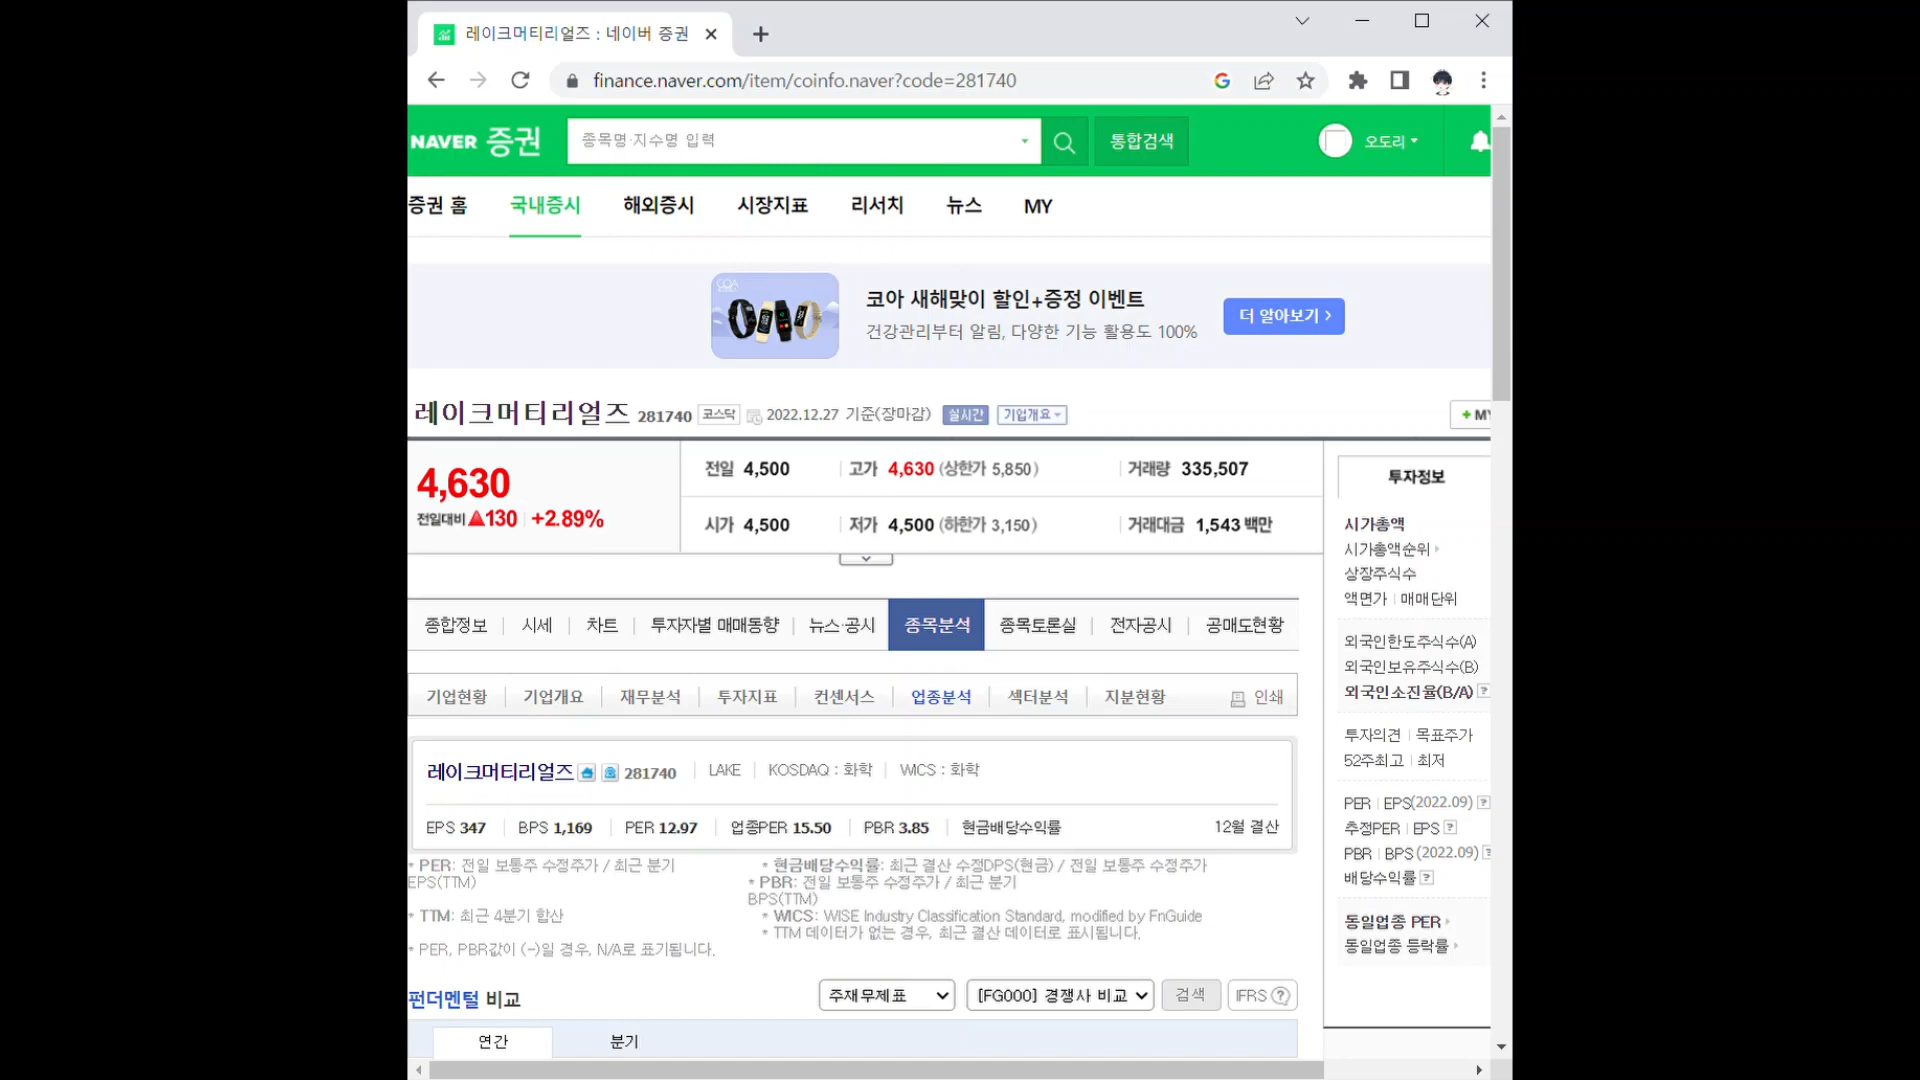 레이크머티리얼즈 : 네이버 증권
finance.naver.com/item/coinfo.naver?code=281740
NAVER 증권
종목명·지수명 입력
통합검색
오도리
증권 홈 국내증시 해외증시 시장지표 리서치 뉴스 MY
COA
코아 새해맞이 할인+증정 이벤트
건강관리부터 알림, 다양한 기능 활용도 100%
더 알아보기 >
레이크머티리얼즈 281740 코스닥 2022.12.27 기준(장마감) 실시간 기업개요
+ MY
4,630
전일대비 ▲130 +2.89%
전일 4,500 고가 4,630 (상한가 5,850) 거래량 335,507
시가 4,500 저가 4,500 (하한가 3,150) 거래대금 1,543 백만
종합정보 시세 차트 투자자별 매매동향 뉴스·공시 종목분석 종목토론실 전자공시 공매도현황
기업현황 기업개요 재무분석 투자지표 컨센서스 업종분석 섹터분석 지분현황 인쇄
레이크머티리얼즈 281740 LAKE KOSDAQ : 화학 WICS : 화학
EPS 347 BPS 1,169 PER 12.97 업종PER 15.50 PBR 3.85 현금배당수익률 12월 결산
* PER: 전일 보통주 수정주가 / 최근 분기
EPS(TTM)
* 현금배당수익률: 최근 결산 수정DPS(현금) / 전일 보통주 수정주가
* PBR: 전일 보통주 수정주가 / 최근 분기
BPS(TTM)
* TTM: 최근 4분기 합산
* WICS: WISE Industry Classification Standard, modified by FnGuide
* TTM 데이터가 없는 경우, 최근 결산 데이터로 표시됩니다.
* PER, PBR값이 (-)일 경우, N/A로 표기됩니다.
펀더멘털 비교
주재무제표 [FG000] 경쟁사 비교 검색 IFRS ?
연간 분기
투자정보
시가총액
시가총액순위
상장주식수
액면가 | 매매단위
외국인한도주식수(A)
외국인보유주식수(B)
외국인소진율(B/A) ?
투자의견 | 목표주가
52주최고 | 최저
PER | EPS(2022.09) ?
추정PER | EPS ?
PBR | BPS (2022.09) ?
배당수익률 ?
동일업종 PER
동일업종 등락률